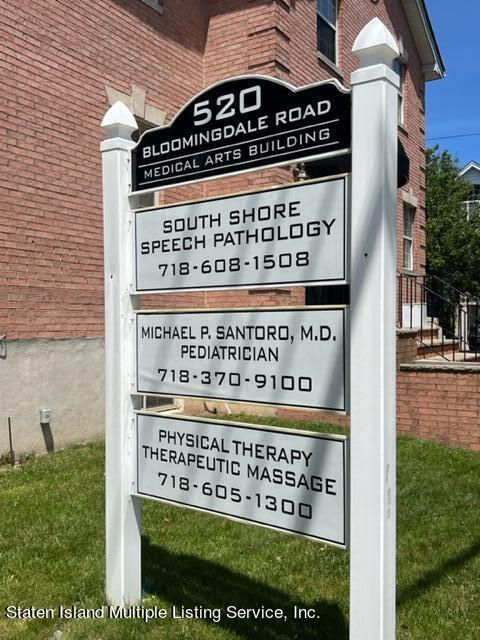 520
BLOOMINGDALE ROAD
MEDICAL ARTS BUILDING
SOUTH SHORE
SPEECH PATHOLOGY
718-608-1508
MICHAEL P. SANTORO, M.D.
PEDIATRICIAN
718-370-9100
PHYSICAL THERAPY
THERAPEUTIC MASSAGE
718-605-1300
Staten Island Multiple Listing Service, Inc.